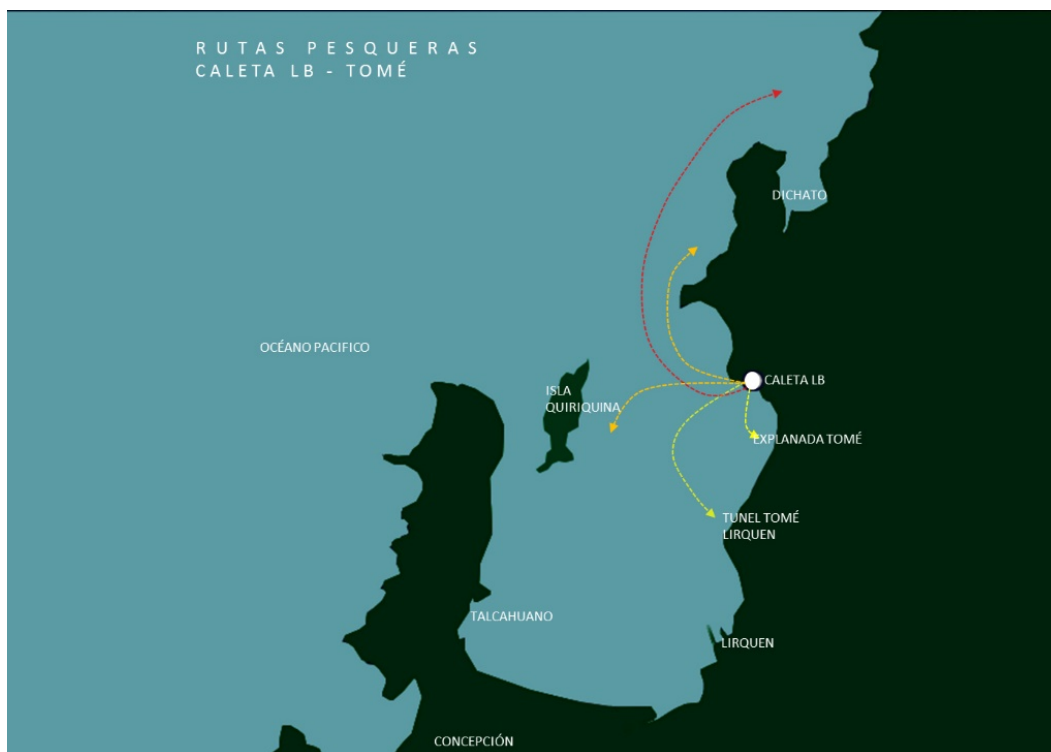 RUTAS PESQUERAS
CALETA LB - TOMÉ
DICHATO
OCÉANO PACIFICO
CALETA LB
ISLA
QUIRIQUINA
EXPLANADA TOMÉ
TUNEL TOMÉ
LIRQUEN
TALCAHUANO
LIRQUEN
CONCEPCIÓN